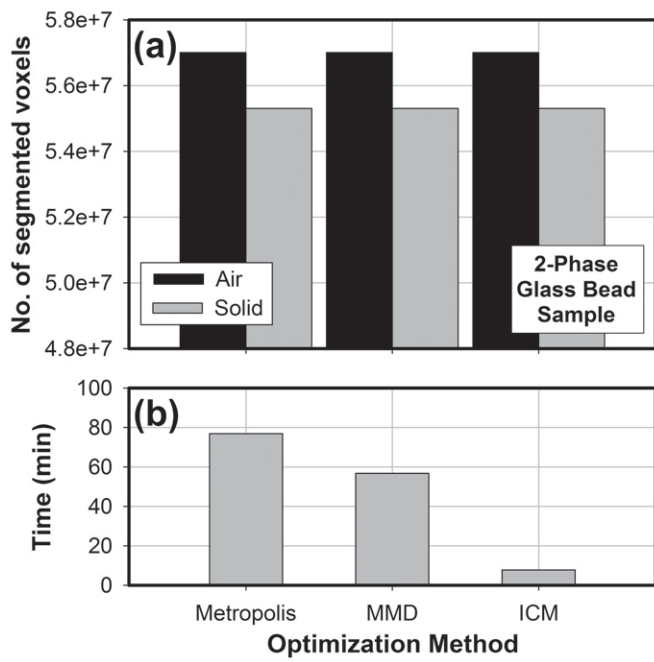 (a)
No. of segmented voxels
5.8e+7
5.6e+7
5.4e+7
5.2e+7
5.0e+7
4.8e+7
Air
Solid
2-Phase
Glass Bead
Sample
(b)
Time (min)
100
80
60
40
20
0
Metropolis MMD ICM
Optimization Method